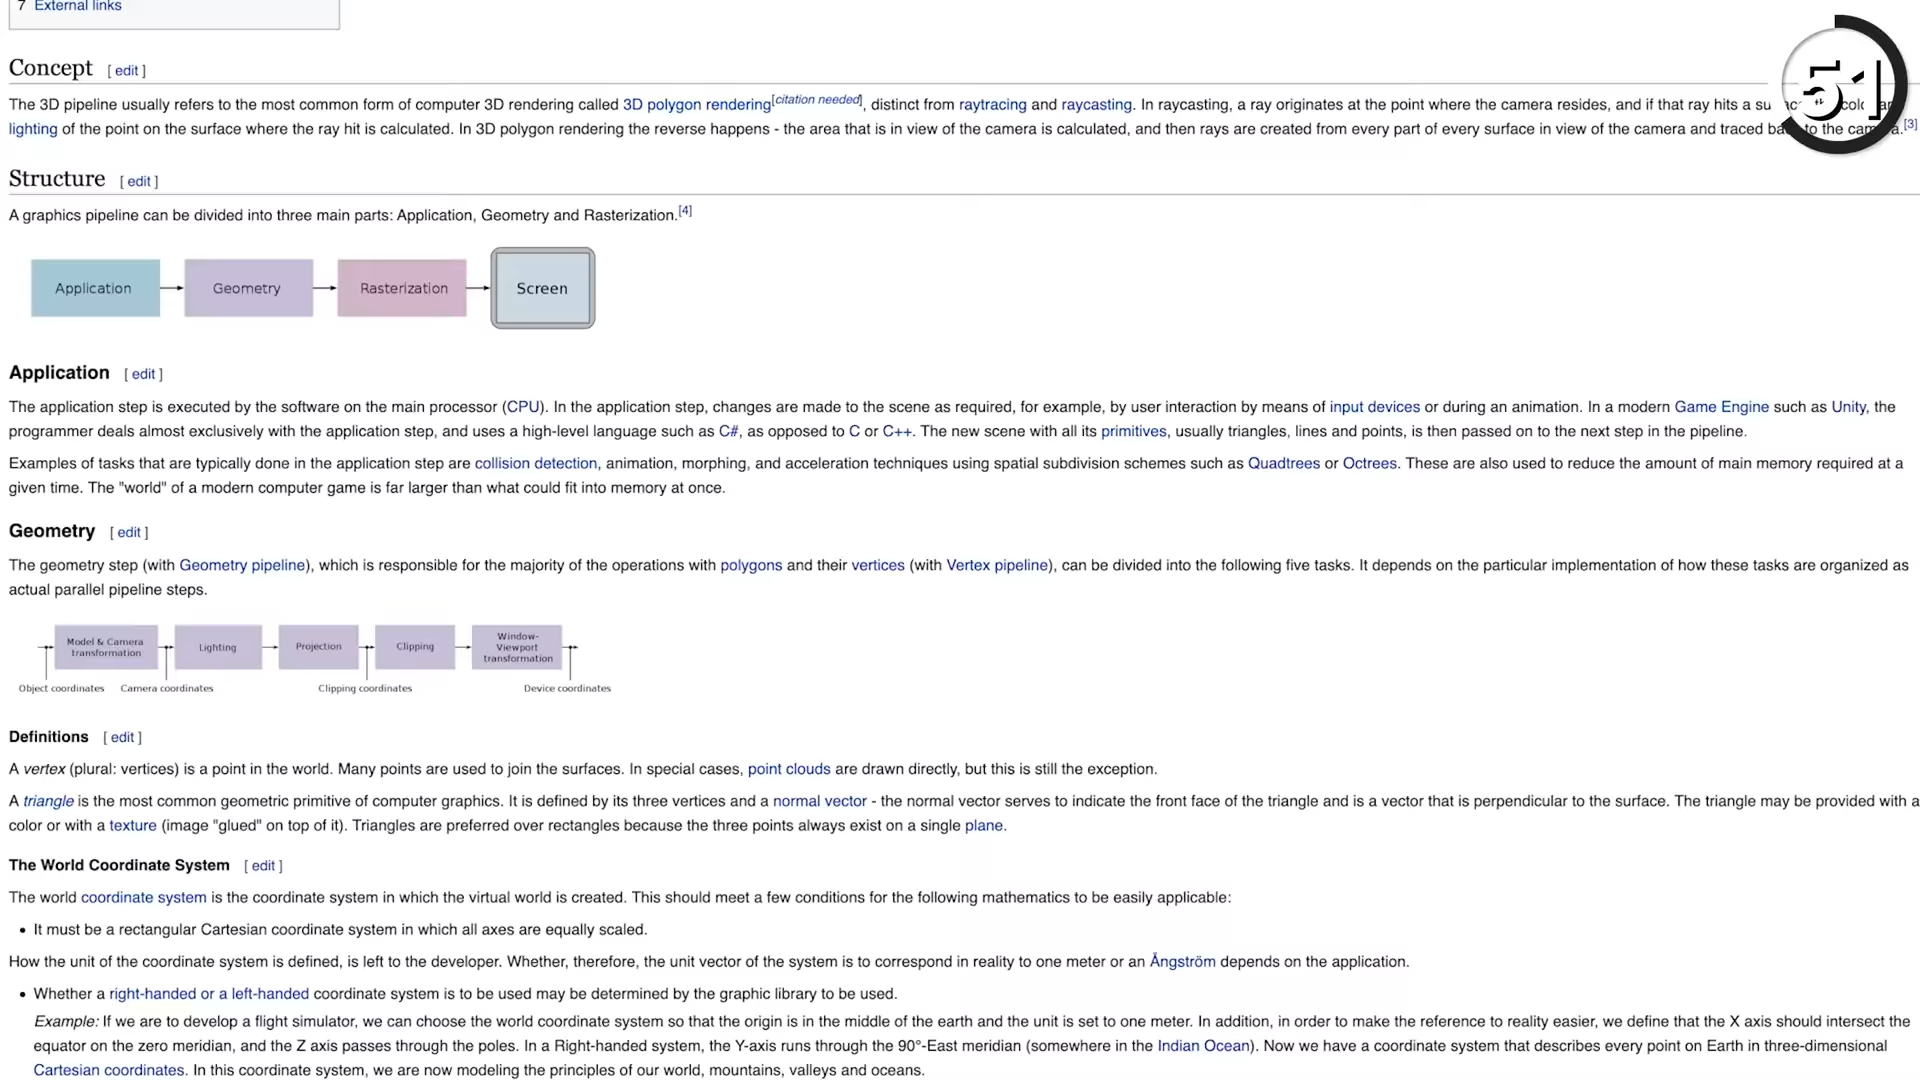 7 External links
Concept [ edit ]
The 3D pipeline usually refers to the most common form of computer 3D rendering called 3D polygon rendering[citation needed], distinct from raytracing and raycasting. In raycasting, a ray originates at the point where the camera resides, and if that ray hits a
lighting of the point on the surface where the ray hit is calculated. In 3D polygon rendering the reverse happens - the area that is in view of the camera is calculated, and then rays are created from every part of every surface in view of the camera and traced back to the camera.[3]
51
Structure [ edit ]
A graphics pipeline can be divided into three main parts: Application, Geometry and Rasterization.[4]
Application Geometry Rasterization Screen
Application [ edit ]
The application step is executed by the software on the main processor (CPU). In the application step, changes are made to the scene as required, for example, by user interaction by means of input devices or during an animation. In a modern Game Engine such as Unity, the
programmer deals almost exclusively with the application step, and uses a high-level language such as C#, as opposed to C or C++. The new scene with all its primitives, usually triangles, lines and points, is then passed on to the next step in the pipeline.
Examples of tasks that are typically done in the application step are collision detection, animation, morphing, and acceleration techniques using spatial subdivision schemes such as Quadtrees or Octrees. These are also used to reduce the amount of main memory required at a
given time. The "world" of a modern computer game is far larger than what could fit into memory at once.
Geometry [ edit ]
The geometry step (with Geometry pipeline), which is responsible for the majority of the operations with polygons and their vertices (with Vertex pipeline), can be divided into the following five tasks. It depends on the particular implementation of how these tasks are organized as
actual parallel pipeline steps.
Model & Camera transformation
Lighting
Projection
Clipping
Window-Viewport transformation
Object coordinates Camera coordinates Clipping coordinates Device coordinates
Definitions [ edit ]
A vertex (plural: vertices) is a point in the world. Many points are used to join the surfaces. In special cases, point clouds are drawn directly, but this is still the exception.
A triangle is the most common geometric primitive of computer graphics. It is defined by its three vertices and a normal vector - the normal vector serves to indicate the front face of the triangle and is a vector that is perpendicular to the surface. The triangle may be provided with a
color or with a texture (image "glued" on top of it). Triangles are preferred over rectangles because the three points always exist on a single plane.
The World Coordinate System [ edit ]
The world coordinate system is the coordinate system in which the virtual world is created. This should meet a few conditions for the following mathematics to be easily applicable:
• It must be a rectangular Cartesian coordinate system in which all axes are equally scaled.
How the unit of the coordinate system is defined, is left to the developer. Whether, therefore, the unit vector of the system is to correspond in reality to one meter or an Ångström depends on the application.
• Whether a right-handed or a left-handed coordinate system is to be used may be determined by the graphic library to be used.
Example: If we are to develop a flight simulator, we can choose the world coordinate system so that the origin is in the middle of the earth and the unit is set to one meter. In addition, in order to make the reference to reality easier, we define that the X axis should intersect the
equator on the zero meridian, and the Z axis passes through the poles. In a Right-handed system, the Y-axis runs through the 90°-East meridian (somewhere in the Indian Ocean). Now we have a coordinate system that describes every point on Earth in three-dimensional
Cartesian coordinates. In this coordinate system, we are now modeling the principles of our world, mountains, valleys and oceans.